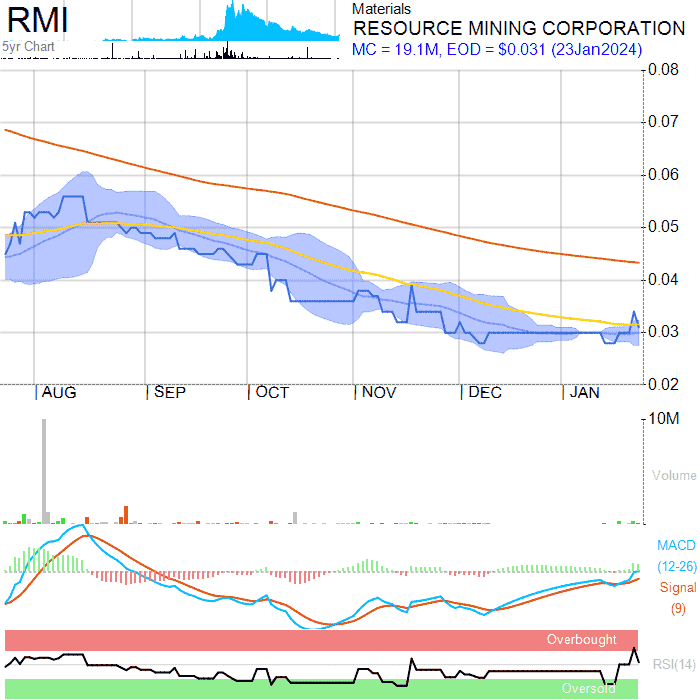 RMI
5yr Chart
Materials
RESOURCE MINING CORPORATION
MC = 19.1M, EOD = $0.031 (23Jan2024)
0.08
0.07
0.06
0.05
0.04
0.03
0.02
AUG SEP OCT NOV DEC JAN
10M
Volume
MACD
(12-26)
Signal
(9)
Overbought
RSI(14)
Oversold